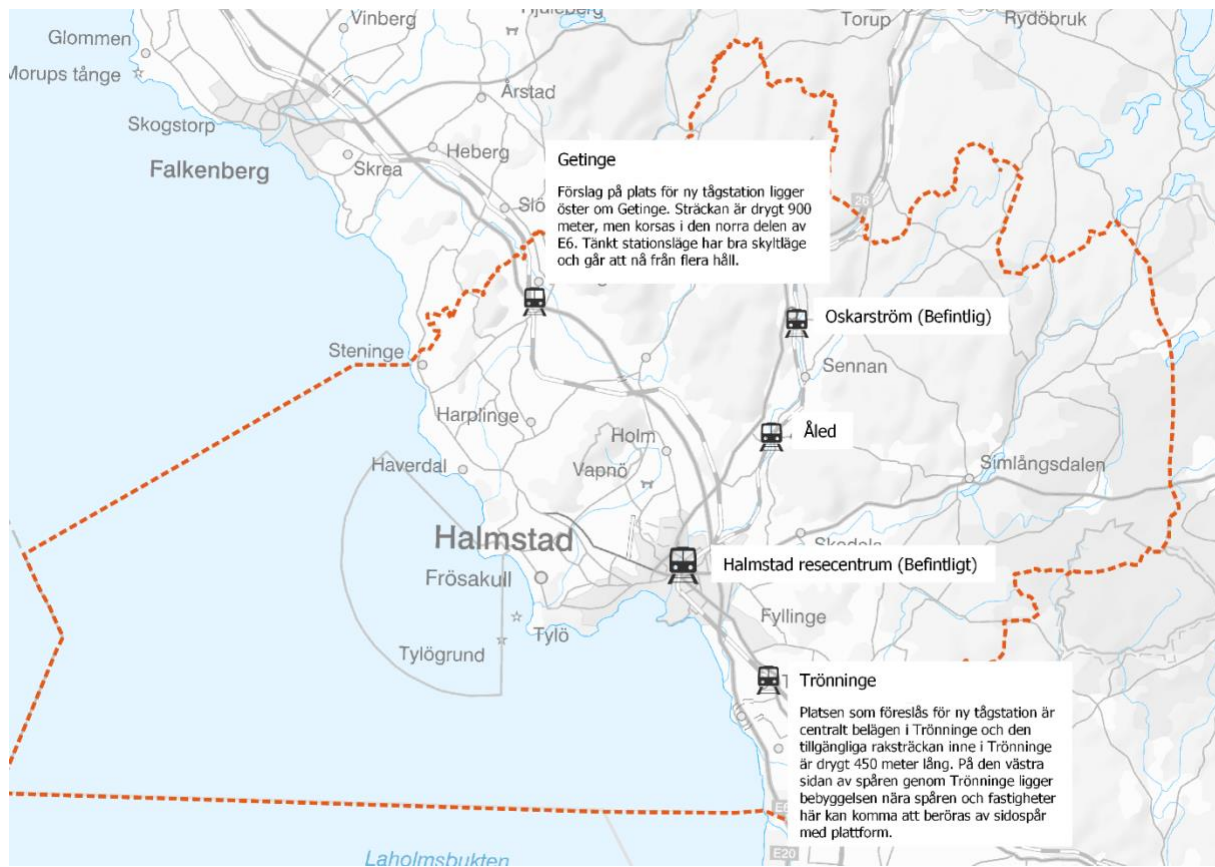 Glommen
Vinberg
Hjuleberg
Torup
Rydöbruk
Morups tånge
Årstad
Skogstorp
Falkenberg
Skrea
Heberg
Getinge
Förslag på plats för ny tågstation ligger
öster om Getinge. Sträckan är drygt 900
meter, men korsas i den norra delen av
E6. Tänkt stationsläge har bra skyltläge
och går att nå från flera håll.
26
Oskarström (Befintlig)
Steninge
Sennan
Harplinge
Holm
Åled
Haverdal
Vapnö
Simlångsdalen
Halmstad
Halmstad resecentrum (Befintligt)
Frösakull
Fyllinge
Tylö
Tylögrund
Trönninge
Platsen som föreslås för ny tågstation är
centralt belägen i Trönninge och den
tillgängliga raksträckan inne i Trönninge
är drygt 450 meter lång. På den västra
sidan av spåren genom Trönninge ligger
bebyggelsen nära spåren och fastigheter
här kan komma att beröras av sidospår
med plattform.
E20
Laholmsbukten